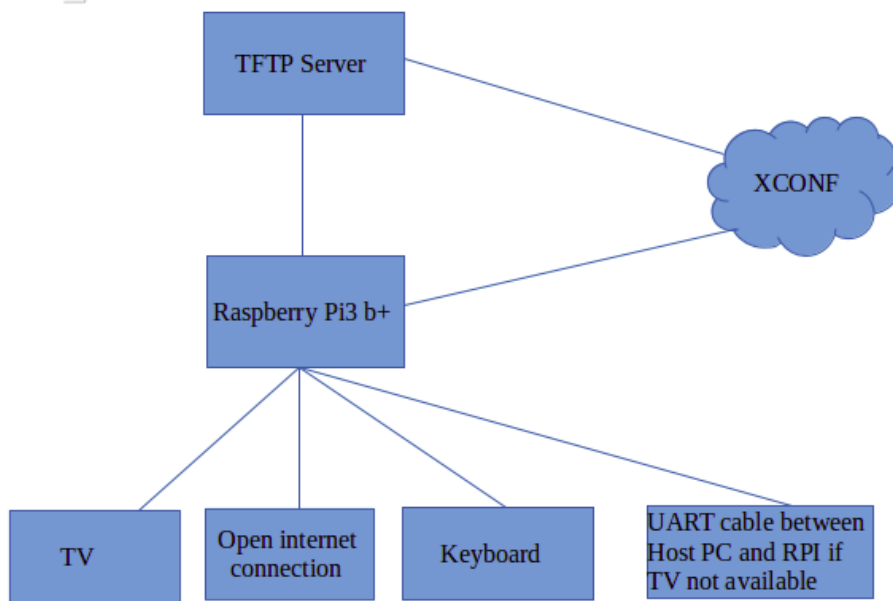 TFTP Server
XCONF
Raspberry Pi3 b+
TV
Open internet
connection
Keyboard
UART cable between
Host PC and RPI if
TV not available